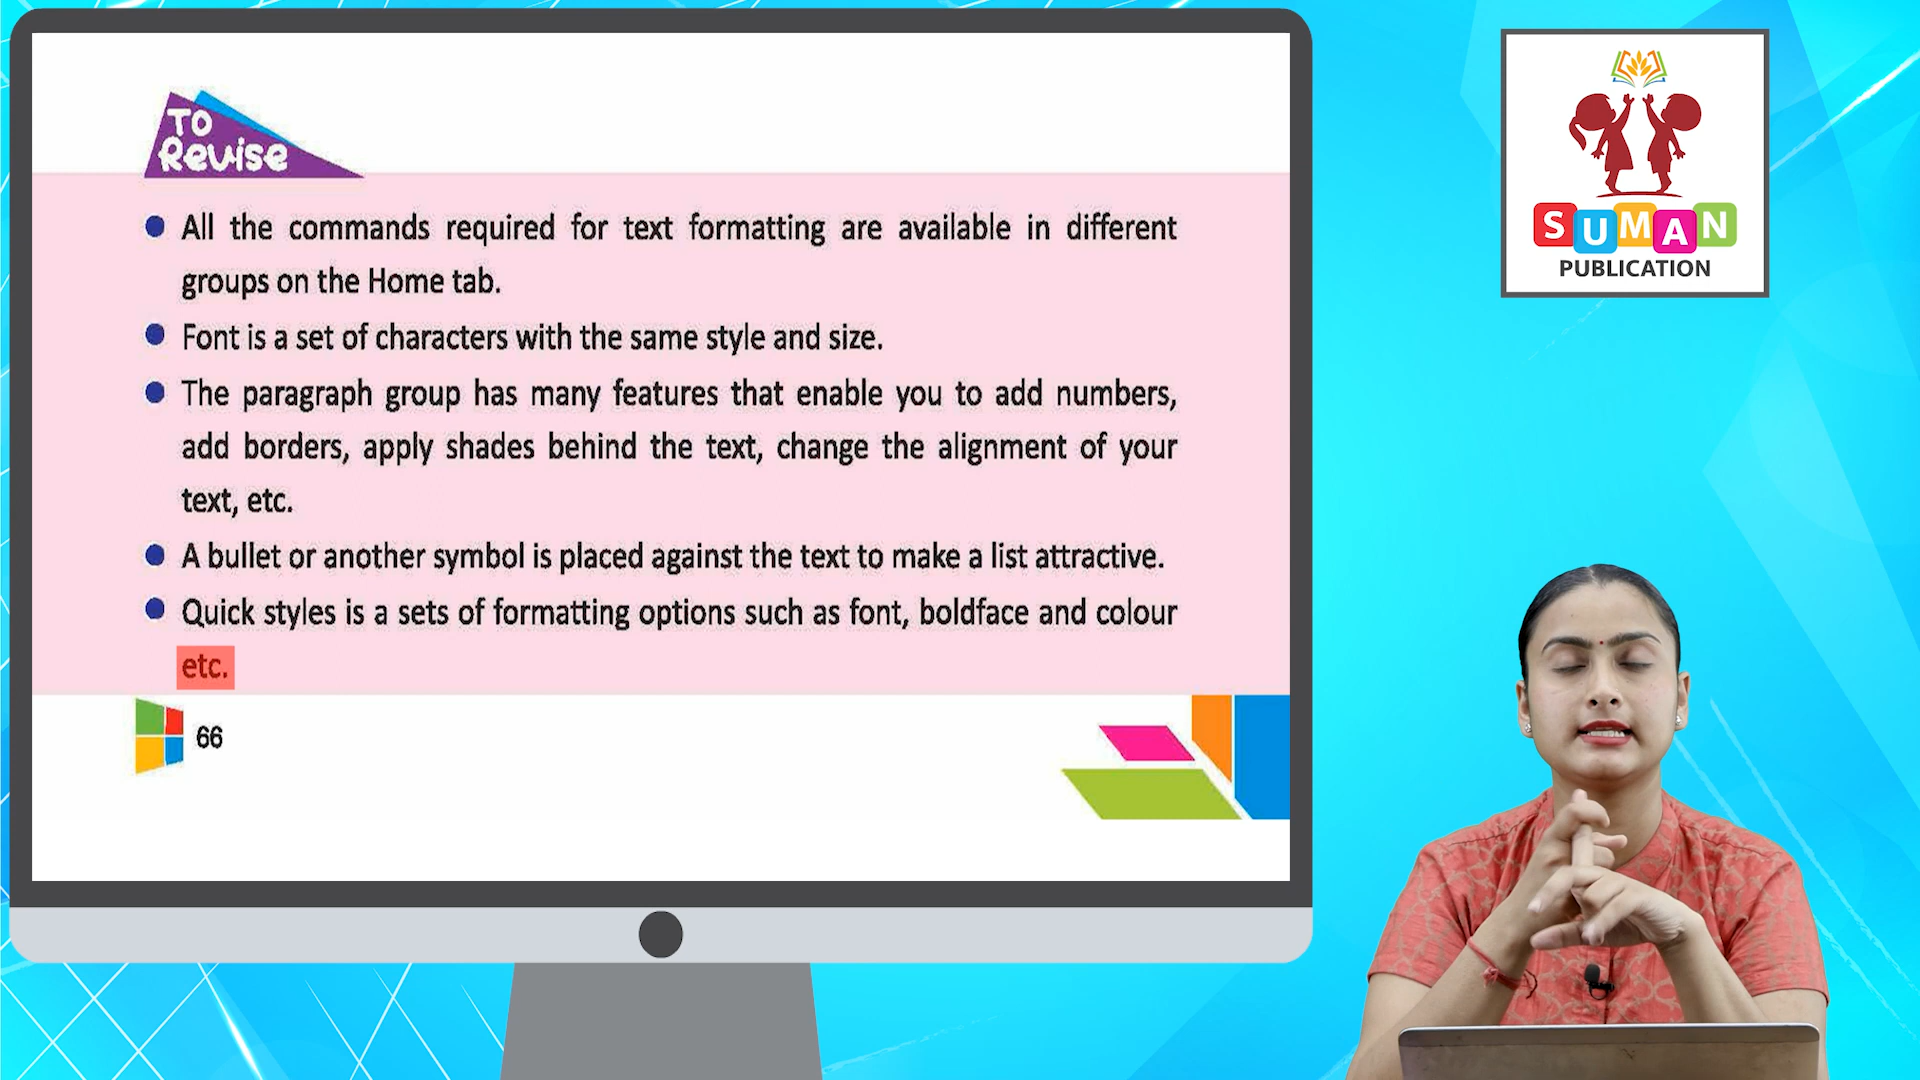 TO
Revise
All the commands required for text formatting are available in different
groups on the Home tab.
Font is a set of characters with the same style and size.
The paragraph group has many features that enable you to add numbers,
add borders, apply shades behind the text, change the alignment of your
text, etc.
A bullet or another symbol is placed against the text to make a list attractive.
Quick styles is a sets of formatting options such as font, boldface and colour
etc.
66
SUMAN
PUBLICATION